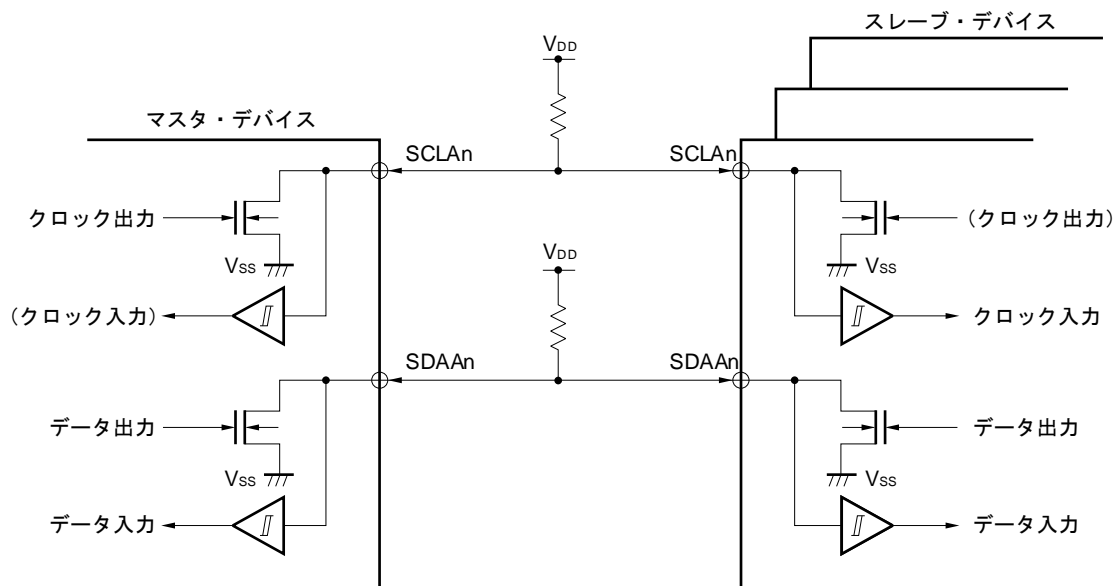 スレーブ・デバイス
VDD
マスタ・デバイス
SCLAn
SCLAn
クロック出力
(クロック出力)
VSS
VDD
VSS
(クロック入力)
クロック入力
SDAAn
SDAAn
データ出力
データ出力
VSS
VSS
データ入力
データ入力